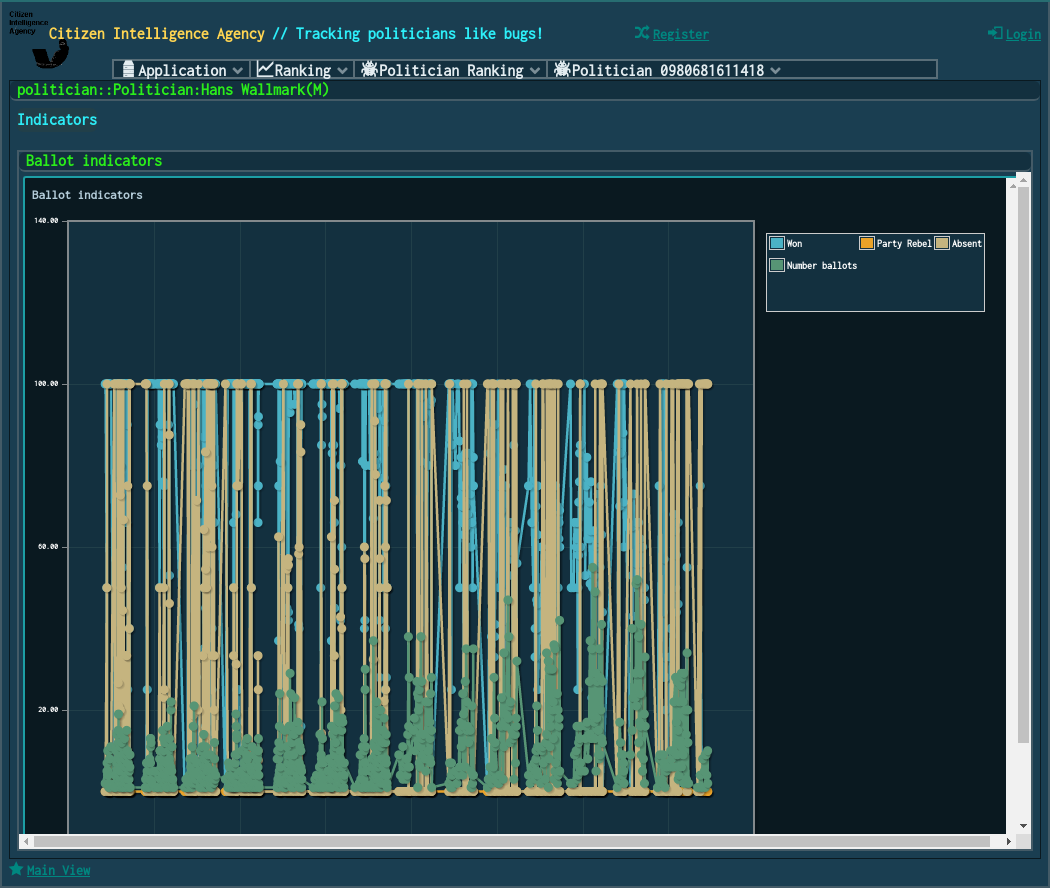 Citizen
Intelligence
Agency
Citizen Intelligence Agency // Tracking politicians like bugs!
Register
Login
Application
Ranking
Politician Ranking
Politician 0980681611418
politician::Politician:Hans Wallmark(M)
Indicators
Ballot indicators
Ballot indicators
140.00
Won
Party Rebel
Absent
Number ballots
100.00
60.00
20.00
Main View